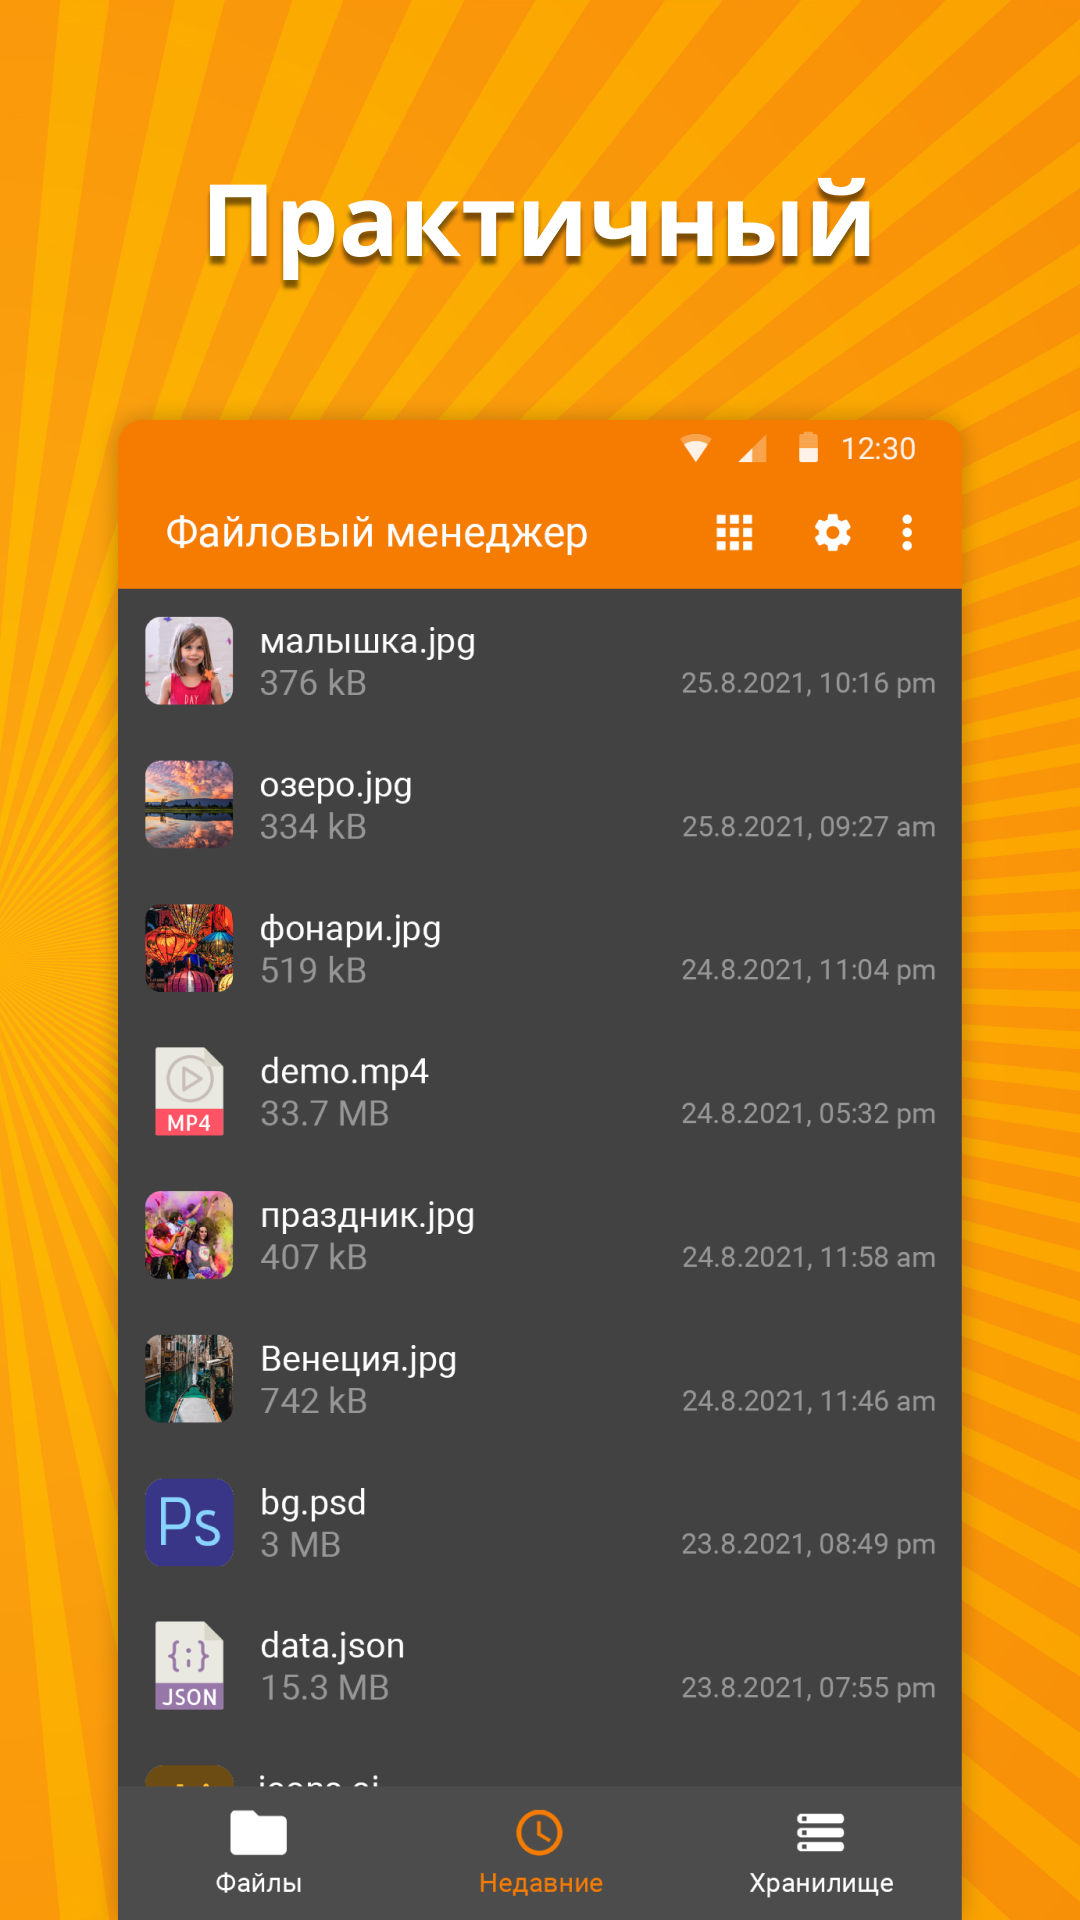 Практичный
12:30
Файловый менеджер
малышка.jpg
376 kB
25.8.2021, 10:16 pm
озеро.jpg
334 kB
25.8.2021, 09:27 am
фонари.jpg
519 kB
24.8.2021, 11:04 pm
MP4
demo.mp4
33.7 MB
24.8.2021, 05:32 pm
праздник.jpg
407 kB
24.8.2021, 11:58 am
Венеция.jpg
742 kB
24.8.2021, 11:46 am
Ps
bg.psd
3 MB
23.8.2021, 08:49 pm
{;}
JSON
data.json
15.3 MB
23.8.2021, 07:55 pm
Файлы
Недавние
Хранилище